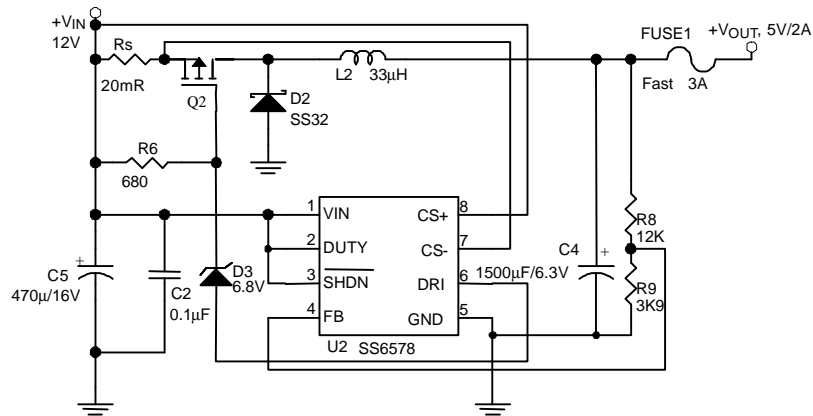 +VIN
12V
Rs
20mR
Q2
D2
SS32
L2 33µH
FUSE1
Fast 3A
+VOUT, 5V/2A
R6
680
1 VIN
2 DUTY
3 SHDN
4 FB
CS+ 8
CS- 7
DRI 6
GND 5
U2 SS6578
C5
470µ/16V
C2
0.1µF
D3
6.8V
C4
1500µF/6.3V
R8
12K
R9
3K9